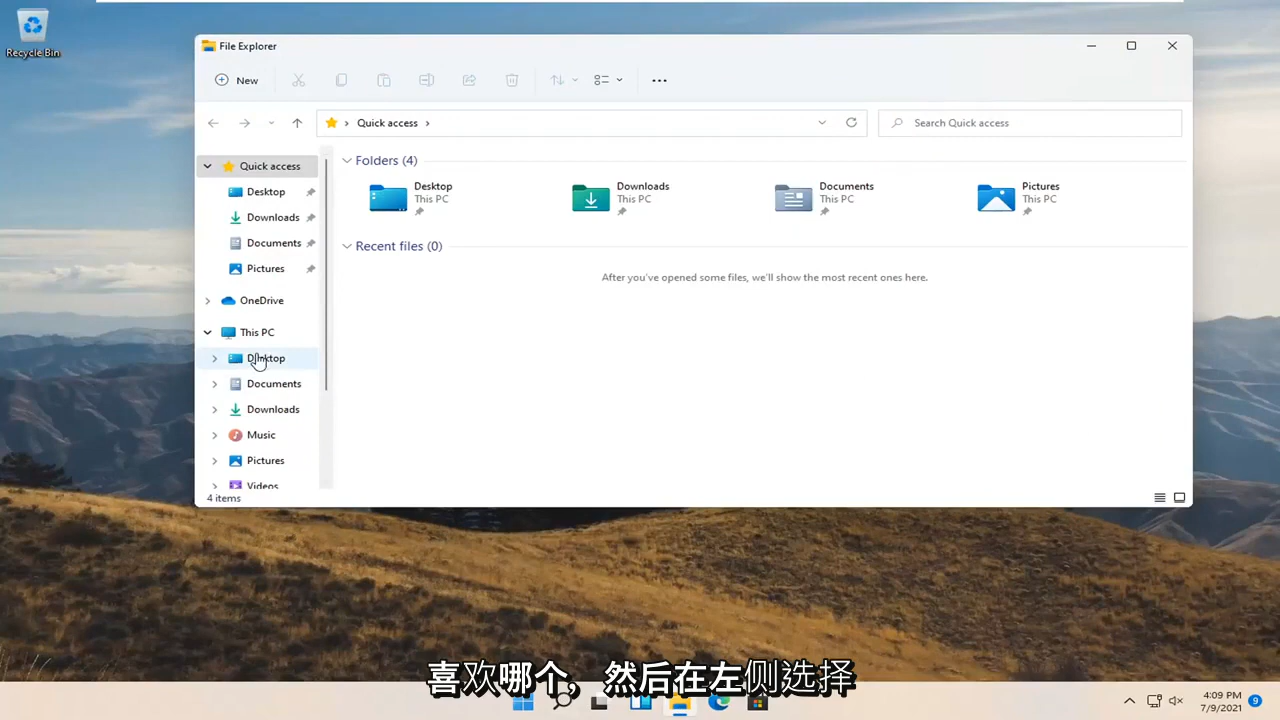 Recycle Bin
File Explorer
New
Quick access
Search Quick access
Quick access
Desktop
Downloads
Documents
Pictures
OneDrive
This PC
Desktop
Documents
Downloads
Music
Pictures
Videos
Folders (4)
Desktop
This PC
Downloads
This PC
Documents
This PC
Pictures
This PC
Recent files (0)
After you've opened some files, we'll show the most recent ones here.
4 items
喜欢哪个，然后在左侧选择
4:09 PM
7/9/2021
9